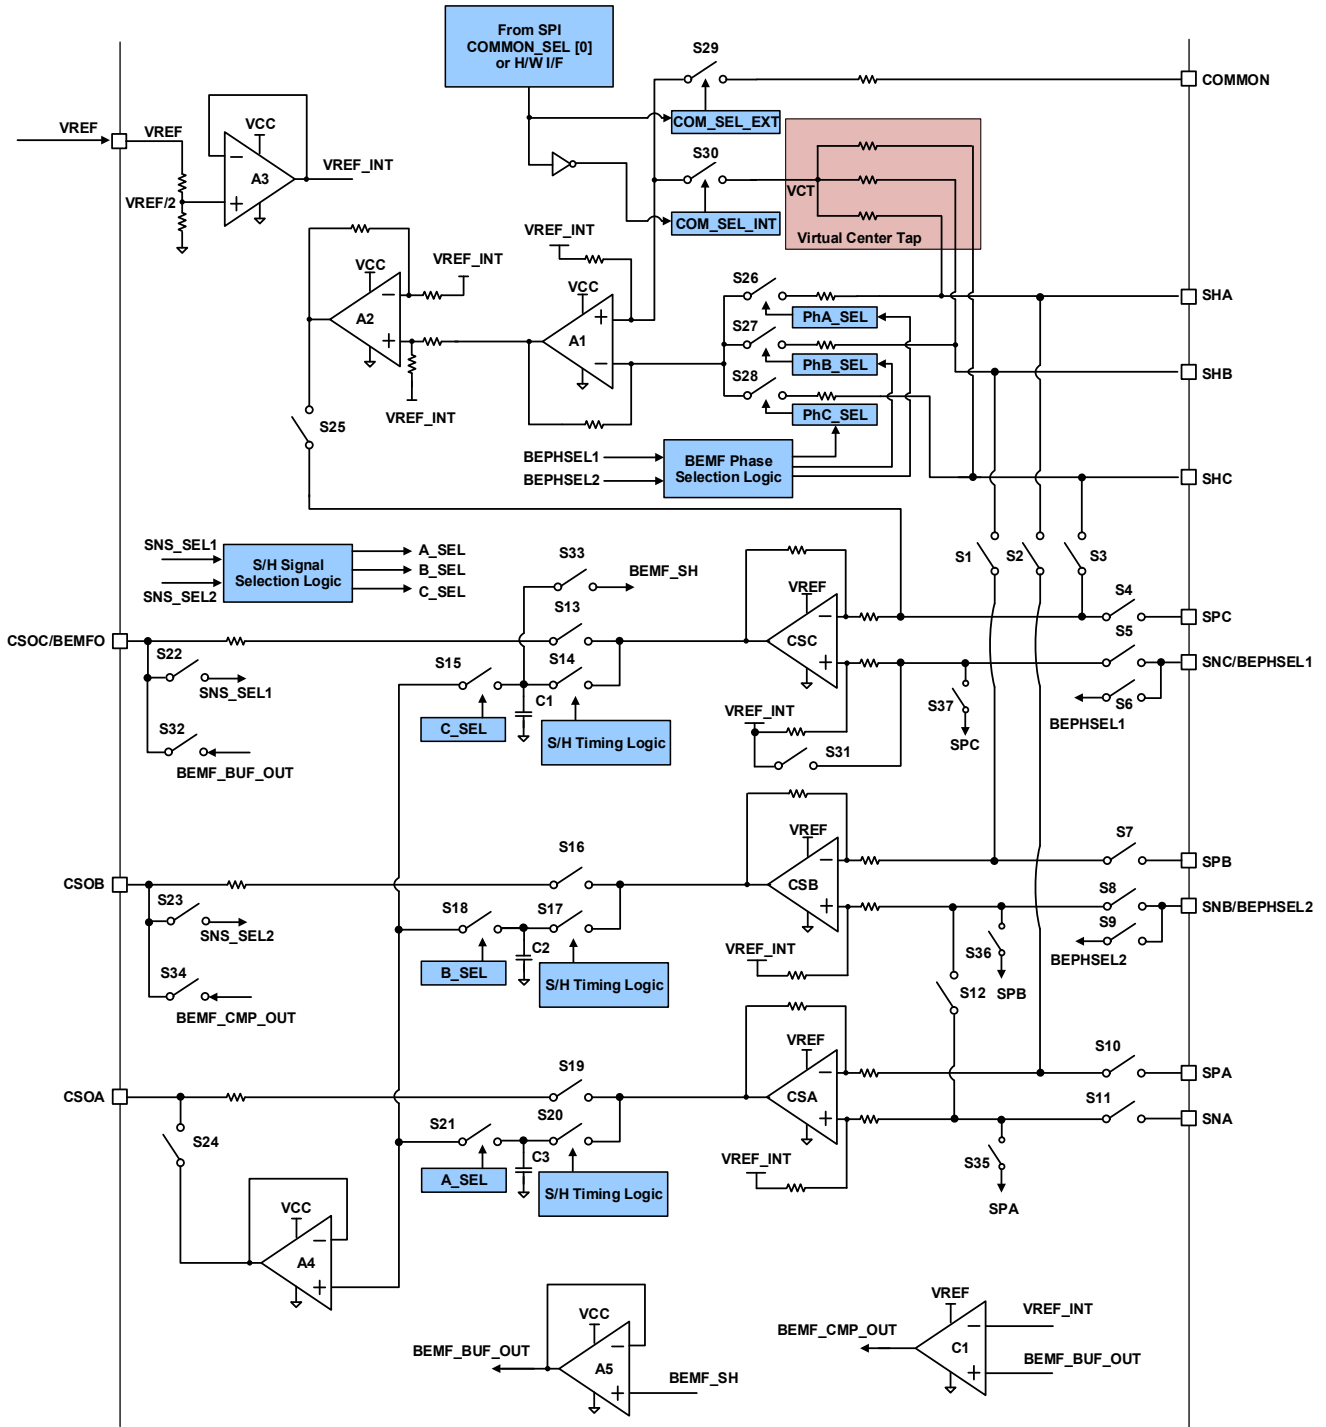 From SPI
COMMON_SEL [0]
or H/W I/F
S29
COMMON
VREF
VREF
VCC
A3
VREF_INT
VREF/2
COM_SEL_EXT
S30
VCT
COM_SEL_INT
Virtual Center Tap
VREF_INT
VCC
VREF_INT
A2
VCC
A1
VREF_INT
S26
PhA_SEL
SHA
S27
PhB_SEL
S28
SHB
PhC_SEL
S25
BEPHSEL1
BEPHSEL2
BEMF Phase
Selection Logic
SHC
SNS_SEL1
SNS_SEL2
S/H Signal
Selection Logic
A_SEL
B_SEL
C_SEL
S33
BEMF_SH
S1
S2
S3
S13
VREF
CSC
S4
SPC
CSOC/BEMFO
S22
SNS_SEL1
S14
S15
C1
C_SEL
S/H Timing Logic
S5
SNC/BEPHSEL1
S6
BEPHSEL1
S37
SPC
VREF_INT
S31
S32
BEMF_BUF_OUT
S16
VREF
CSB
S7
SPB
CSOB
S23
SNS_SEL2
S17
S18
C2
B_SEL
S/H Timing Logic
S8
SNB/BEPHSEL2
S9
BEPHSEL2
S36
SPB
VREF_INT
S12
S34
BEMF_CMP_OUT
S19
VREF
CSA
S10
SPA
CSOA
S24
S20
S21
C3
A_SEL
S/H Timing Logic
S11
SNA
VREF_INT
S35
SPA
VCC
A4
VCC
A5
BEMF_BUF_OUT
BEMF_SH
VREF
C1
VREF_INT
BEMF_CMP_OUT
BEMF_BUF_OUT